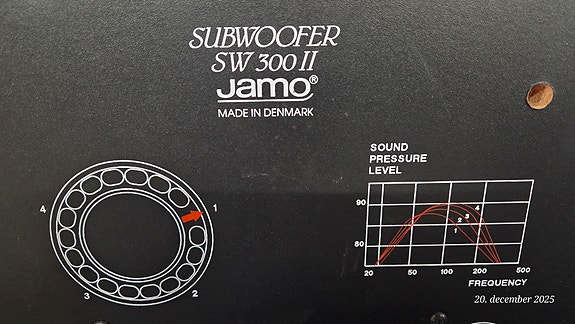 SUBWOOFER
SW 300 II
Jamo®
MADE IN DENMARK
SOUND
PRESSURE
LEVEL
90
80
4
3
2
1
20 50 100 200 500
FREQUENCY
4
1
3
2
20. december 2025